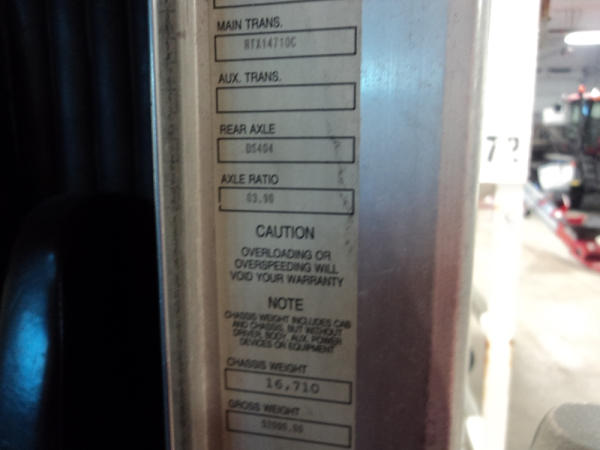 MAIN TRANS.
RTX14710C
AUX. TRANS.
REAR AXLE
DS404
AXLE RATIO
03.90
CAUTION
OVERLOADING OR
OVERSPEEDING WILL
VOID YOUR WARRANTY
NOTE
CHASSIS WEIGHT INCLUDES CAB
AND CHASSIS, BUT WITHOUT
DRIVER, BODY, AUX. POWER
DEVICES OR EQUIPMENT
CHASSIS WEIGHT
16,710
GROSS WEIGHT
52000.00